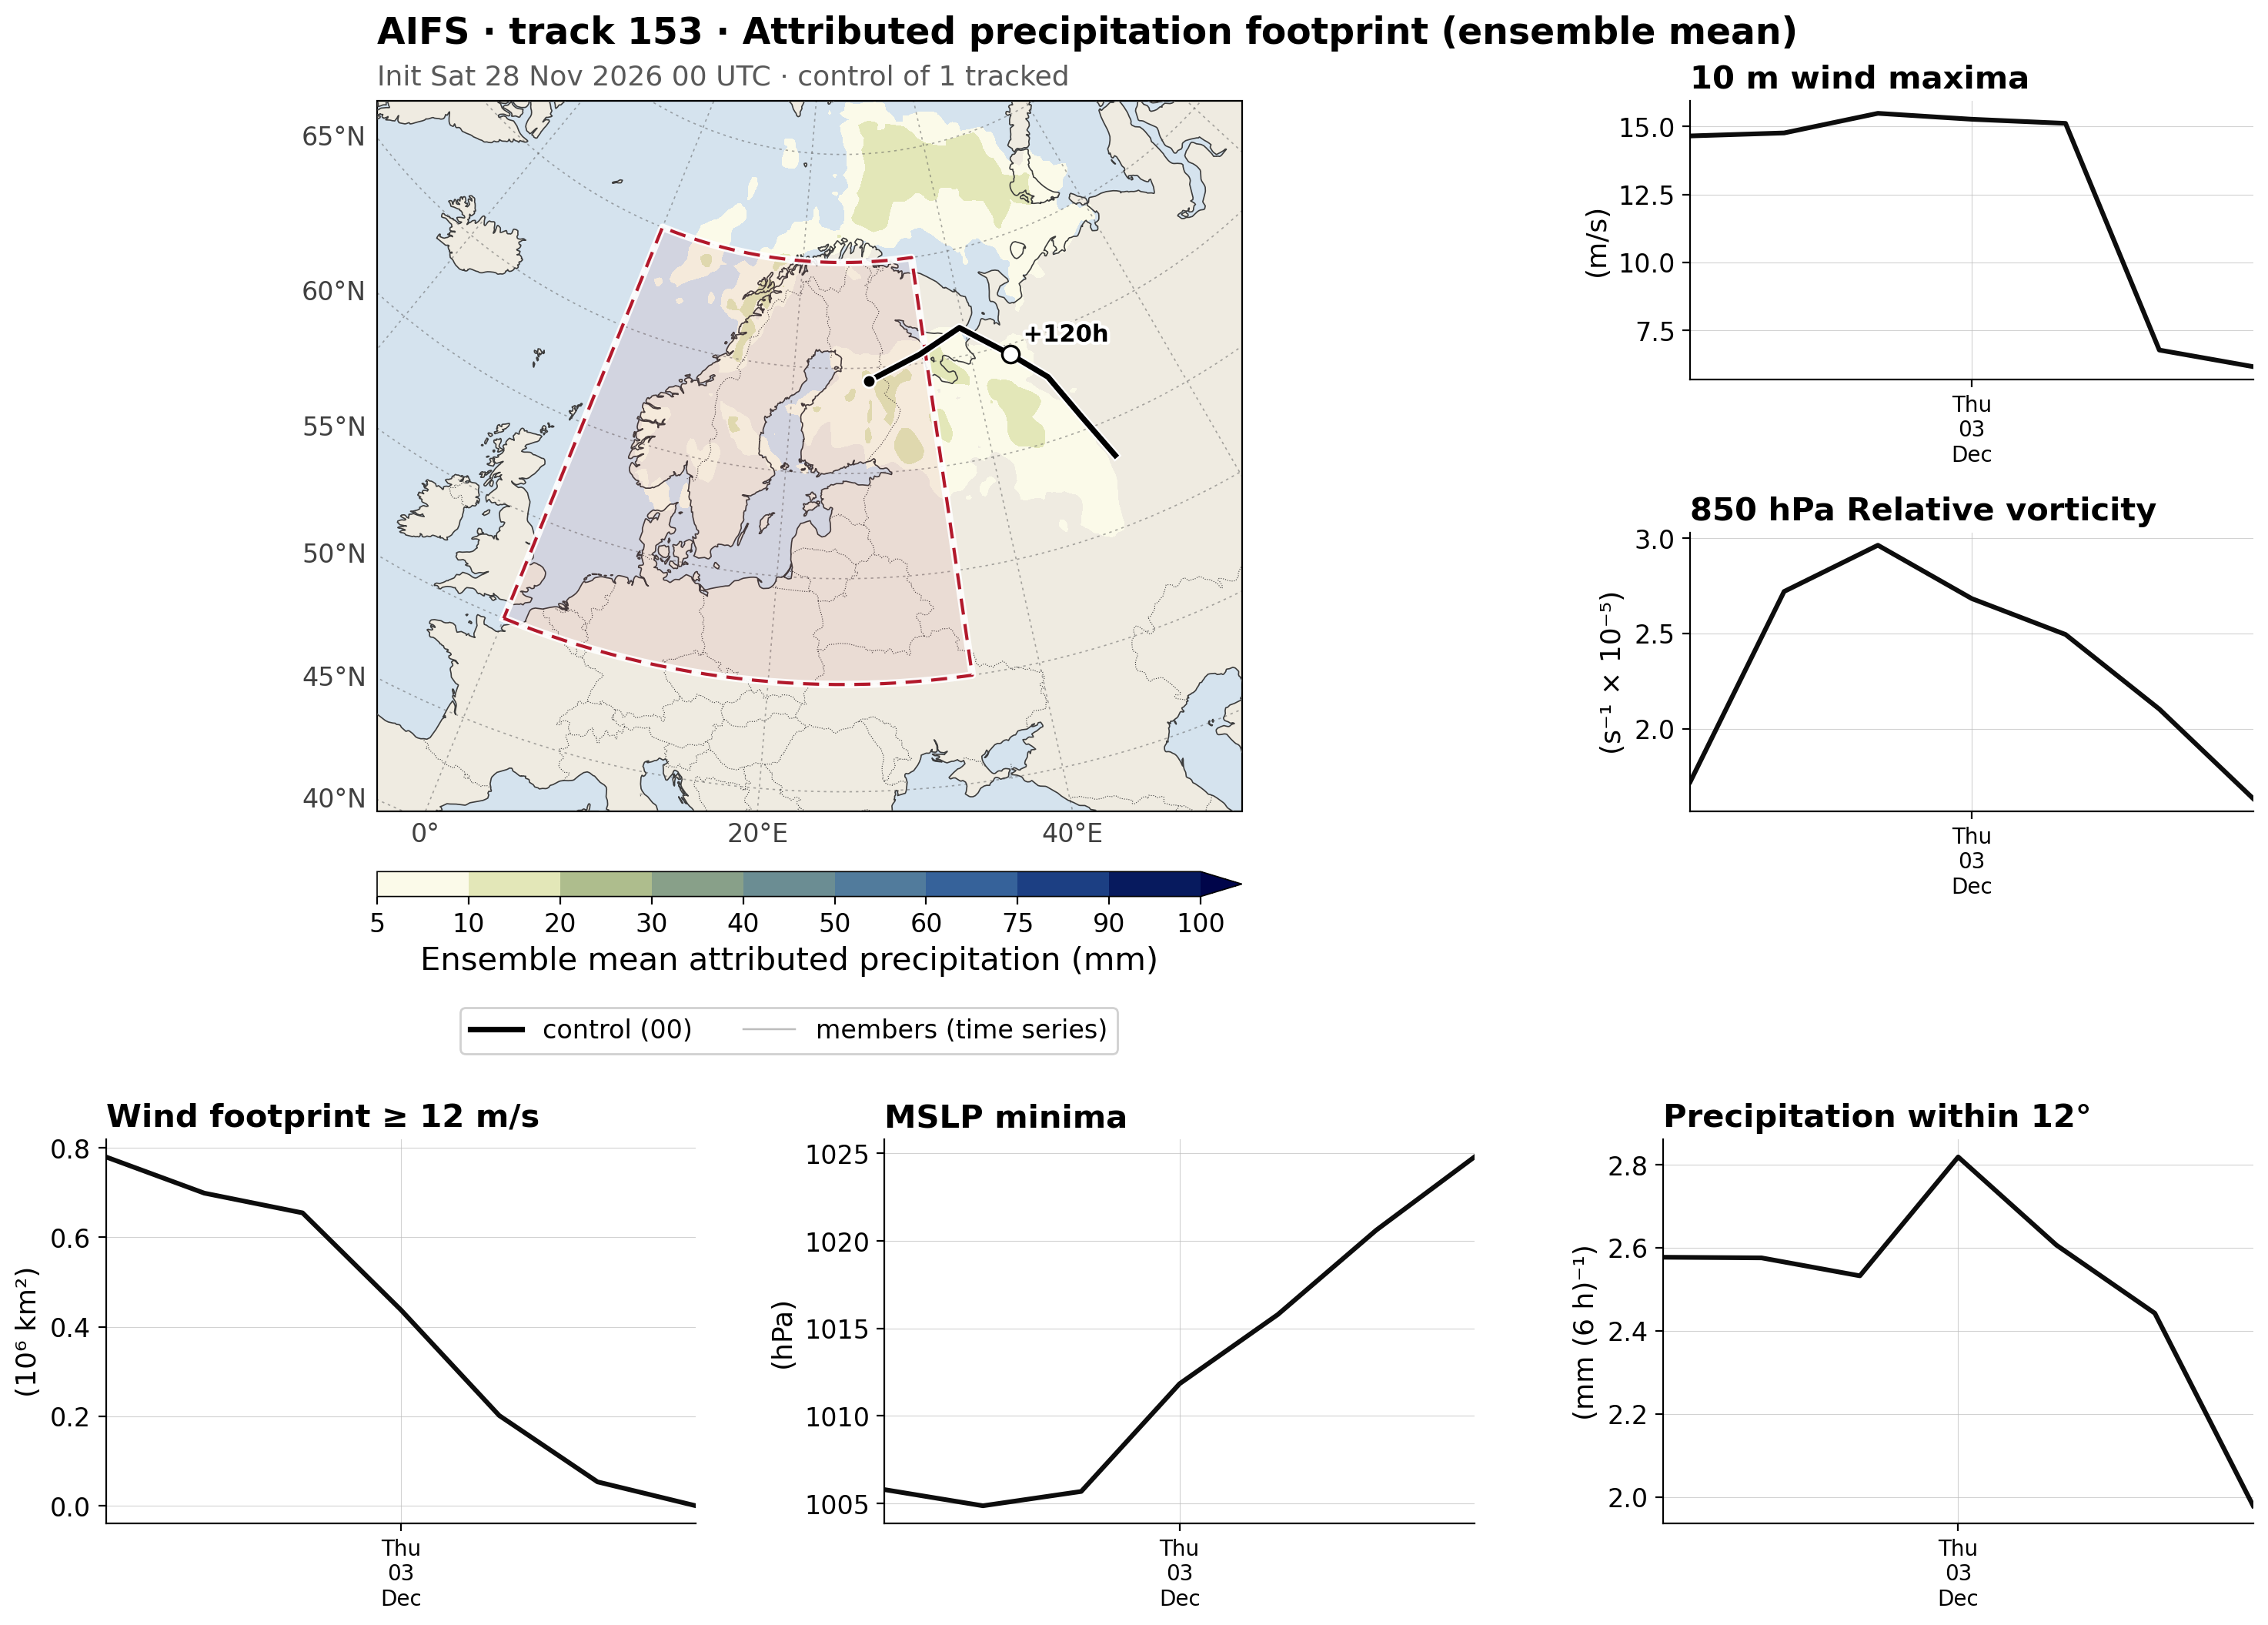 AIFS · track 153 · Attributed precipitation footprint (ensemble mean)
Init Sat 28 Nov 2026 00 UTC · control of 1 tracked
65°N
60°N
55°N
50°N
45°N
40°N
0°
20°E
40°E
+120h
5
10
20
30
40
50
60
75
90
100
Ensemble mean attributed precipitation (mm)
control (00)
members (time series)
10 m wind maxima
(m/s)
15.0
12.5
10.0
7.5
Thu
03
Dec
850 hPa Relative vorticity
(s⁻¹ × 10⁻⁵)
3.0
2.5
2.0
Thu
03
Dec
Wind footprint ≥ 12 m/s
(10⁶ km²)
0.8
0.6
0.4
0.2
0.0
Thu
03
Dec
MSLP minima
(hPa)
1025
1020
1015
1010
1005
Thu
03
Dec
Precipitation within 12°
(mm (6 h)⁻¹)
2.8
2.6
2.4
2.2
2.0
Thu
03
Dec